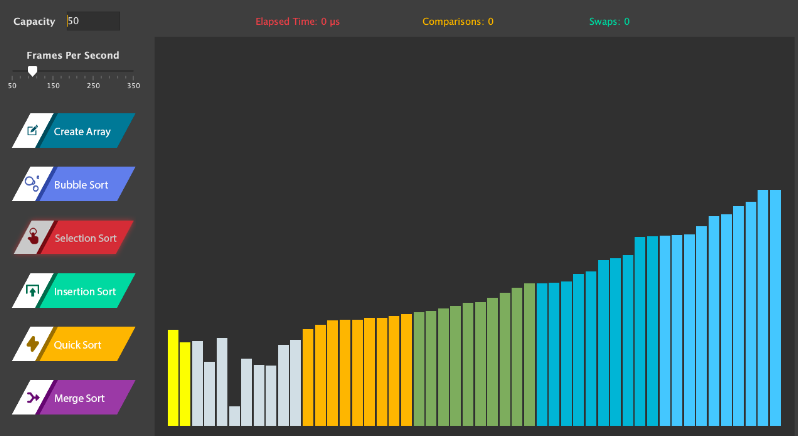 Capacity 50
Elapsed Time: 0 µs
Comparisons: 0
Swaps: 0
Frames Per Second
50 150 250 350
Create Array
Bubble Sort
Selection Sort
Insertion Sort
Quick Sort
Merge Sort